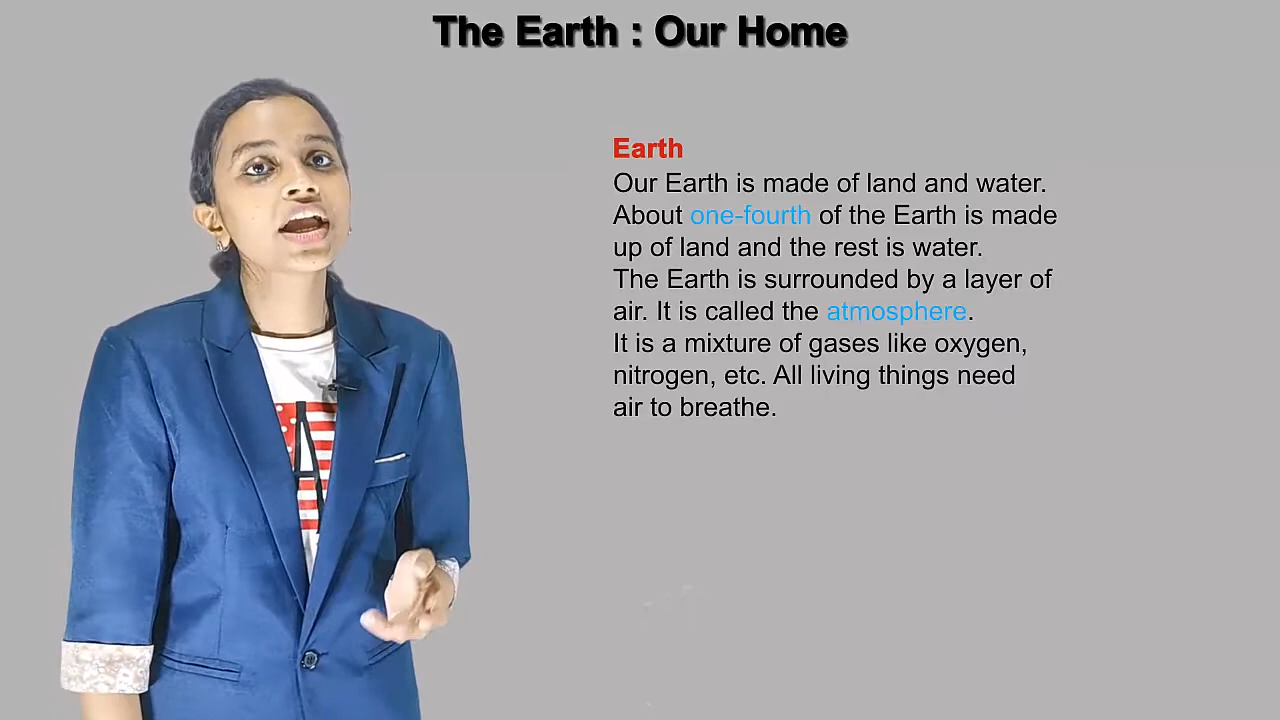 The Earth : Our Home
Earth
Our Earth is made of land and water.
About one-fourth of the Earth is made
up of land and the rest is water.
The Earth is surrounded by a layer of
air. It is called the atmosphere.
It is a mixture of gases like oxygen,
nitrogen, etc. All living things need
air to breathe.